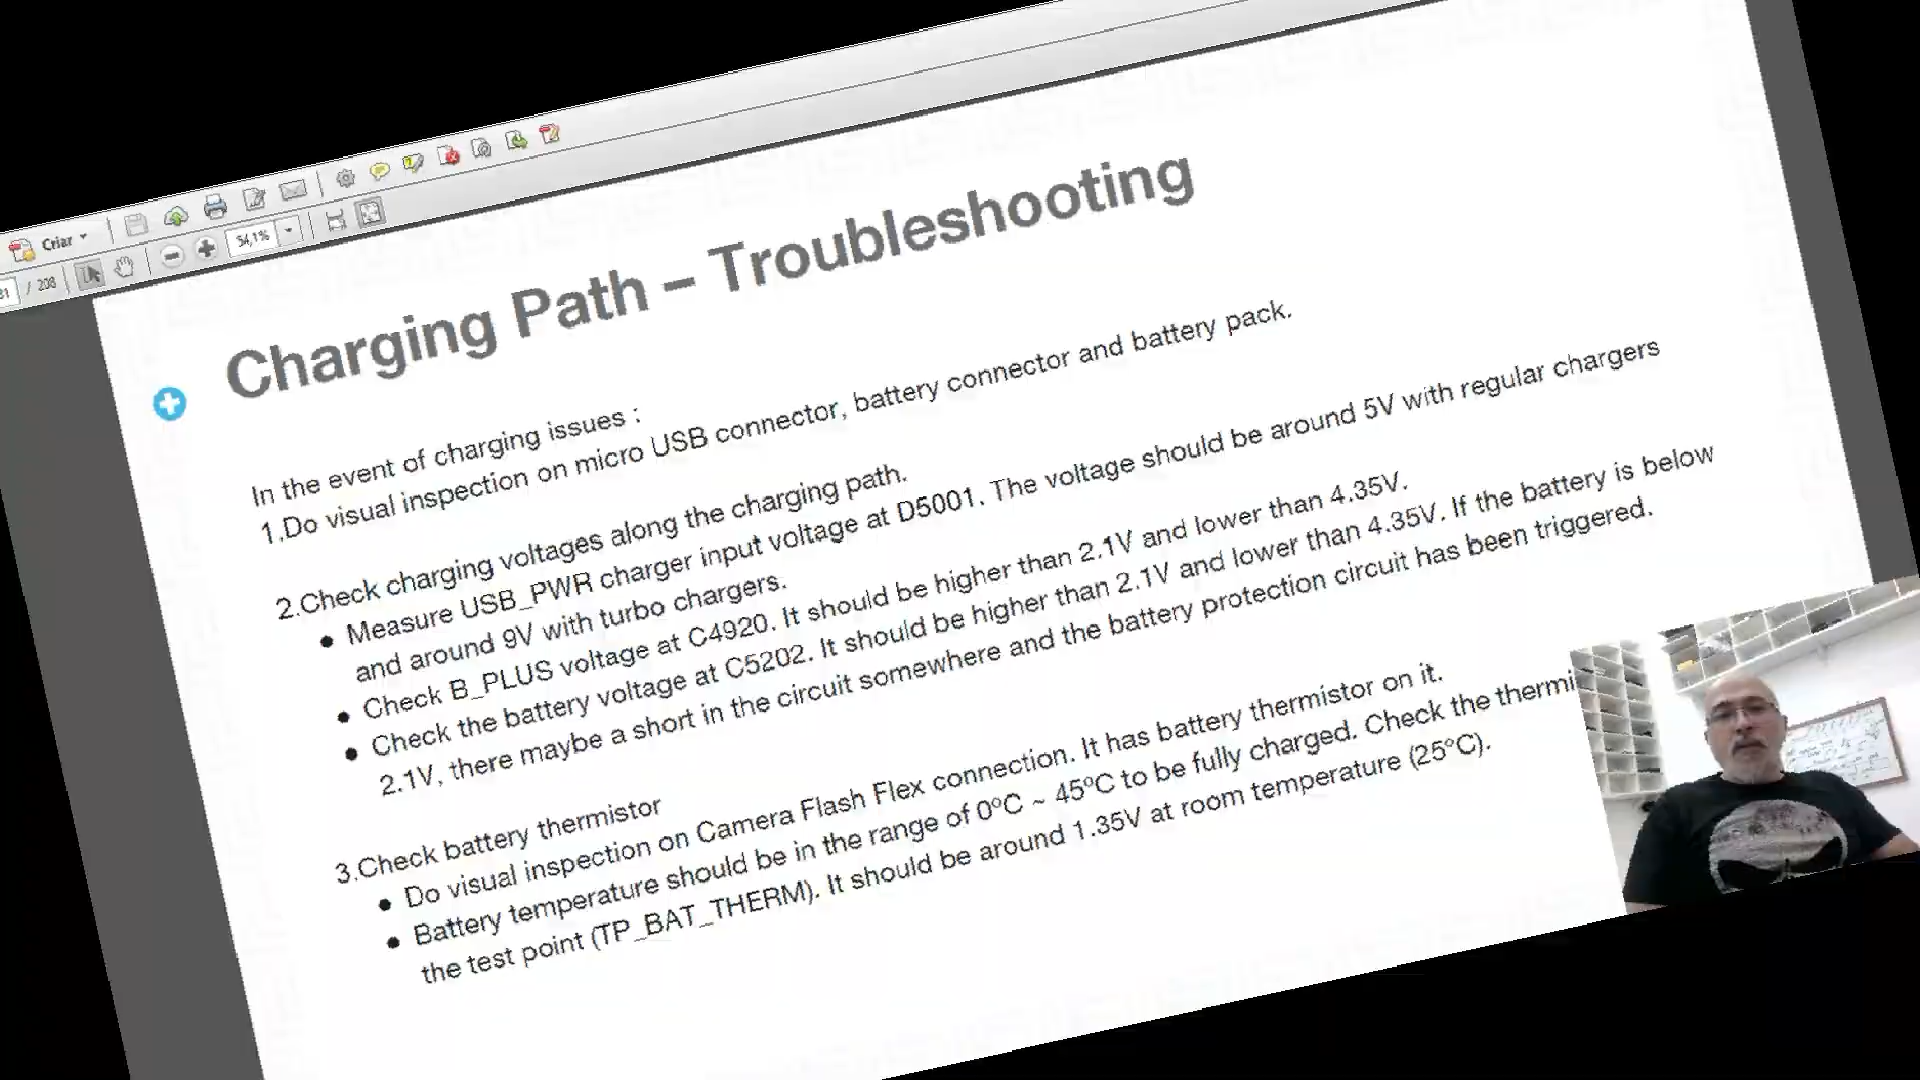 Criar
31 / 208
54,1%
Charging Path – Troubleshooting
In the event of charging issues :
1.Do visual inspection on micro USB connector, battery connector and battery pack.
2.Check charging voltages along the charging path.
• Measure USB_PWR charger input voltage at D5001. The voltage should be around 5V with regular chargers
and around 9V with turbo chargers.
• Check B_PLUS voltage at C4920. It should be higher than 2.1V and lower than 4.35V.
• Check the battery voltage at C5202. It should be higher than 2.1V and lower than 4.35V. If the battery is below
2.1V, there maybe a short in the circuit somewhere and the battery protection circuit has been triggered.
3.Check battery thermistor
• Do visual inspection on Camera Flash Flex connection. It has battery thermistor on it.
• Battery temperature should be in the range of 0°C ~ 45°C to be fully charged. Check the thermi
the test point (TP_BAT_THERM). It should be around 1.35V at room temperature (25°C).